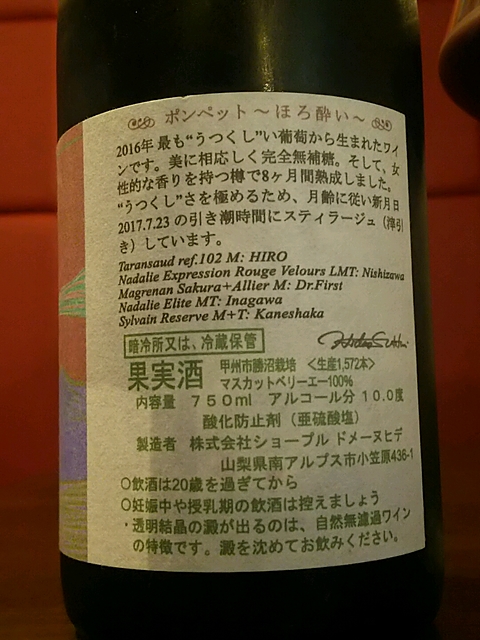 ポンペット～ほろ酔い～
2016年 最も“うつくし”い葡萄から生まれたワイ
ンです。美に相応しく完全無補糖。そして、女
性的な香りを持つ樽で8ヶ月間熟成しました。
“うつくし”さを極めるため、月齢に従い新月日
2017.7.23 の引き潮時間にスティラージュ（滓引
き）しています。
Taransaud ref.102 M: HIRO
Nadalie Expression Rouge Velours LMT: Nishizawa
Magrenan Sakura+Allier M: Dr.First
Nadalie Elite MT: Inagawa
Sylvain Reserve M+T: Kaneshaka
暗冷所又は、冷蔵保管
果実酒 甲州市勝沼栽培 <生産1,572本>
マスカットベリーエー100%
内容量 750ml アルコール分 10.0度
酸化防止剤（亜硫酸塩）
製造者 株式会社ショープル ドメーヌヒデ
山梨県南アルプス市小笠原436-1
○飲酒は20歳を過ぎてから
○妊娠中や授乳期の飲酒は控えましょう
・透明結晶の澱が出るのは、自然無濾過ワイン
の特徴です。澱を沈めてお飲みください。